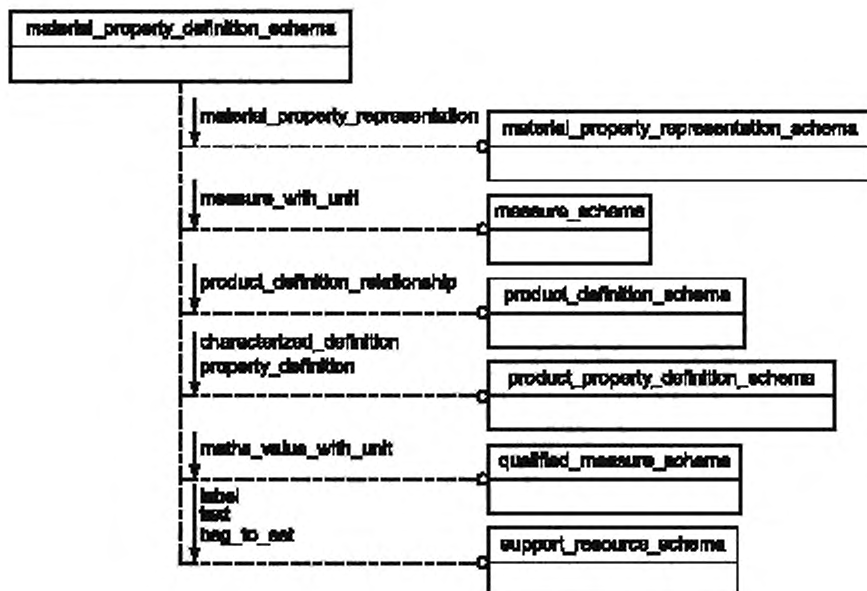 material_property_definition_schema
material_property_representation
material_property_representation_schema
measure_with_unit
measure_schema
product_definition_relationship
product_definition_schema
characterized_definition
property_definition
product_property_definition_schema
maths_value_with_unit
qualified_measure_schema
label
text
bag_to_set
support_resource_schema